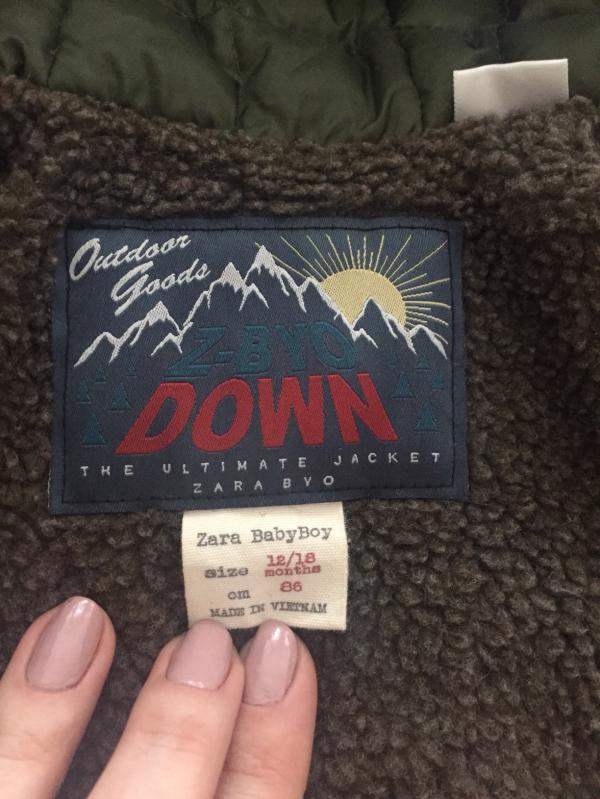 Outdoor
Goods
Z-BYO
DOWN
THE ULTIMATE JACKET
ZARA BYO
Zara BabyBoy
size 12/18
months
cm 86
MADE IN VIETNAM